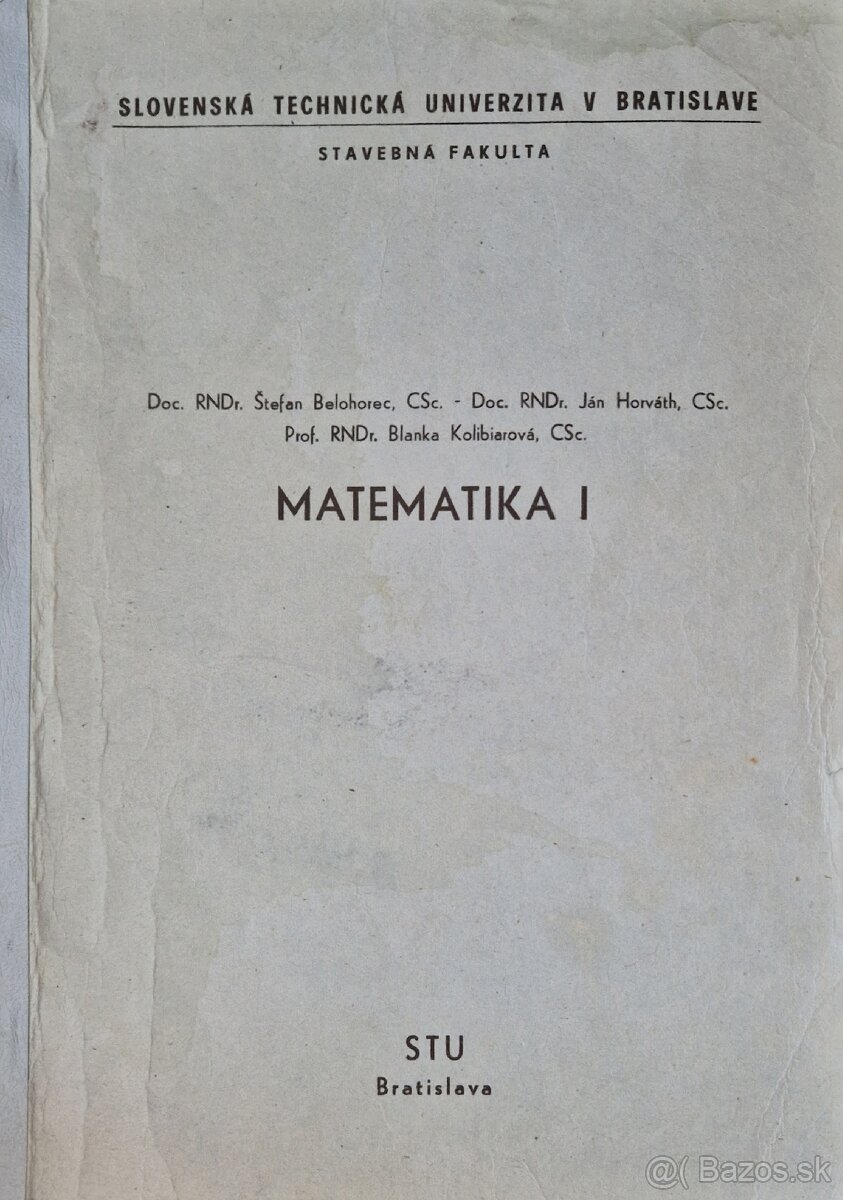 SLOVENSKÁ TECHNICKÁ UNIVERZITA V BRATISLAVE
STAVEBNÁ FAKULTA
Doc. RNDr. Štefan Belohorec, CSc. - Doc. RNDr. Ján Horváth, CSc.
Prof. RNDr. Blanka Kolibiarová, CSc.
MATEMATIKA I
STU
Bratislava
@( Bazos.sk